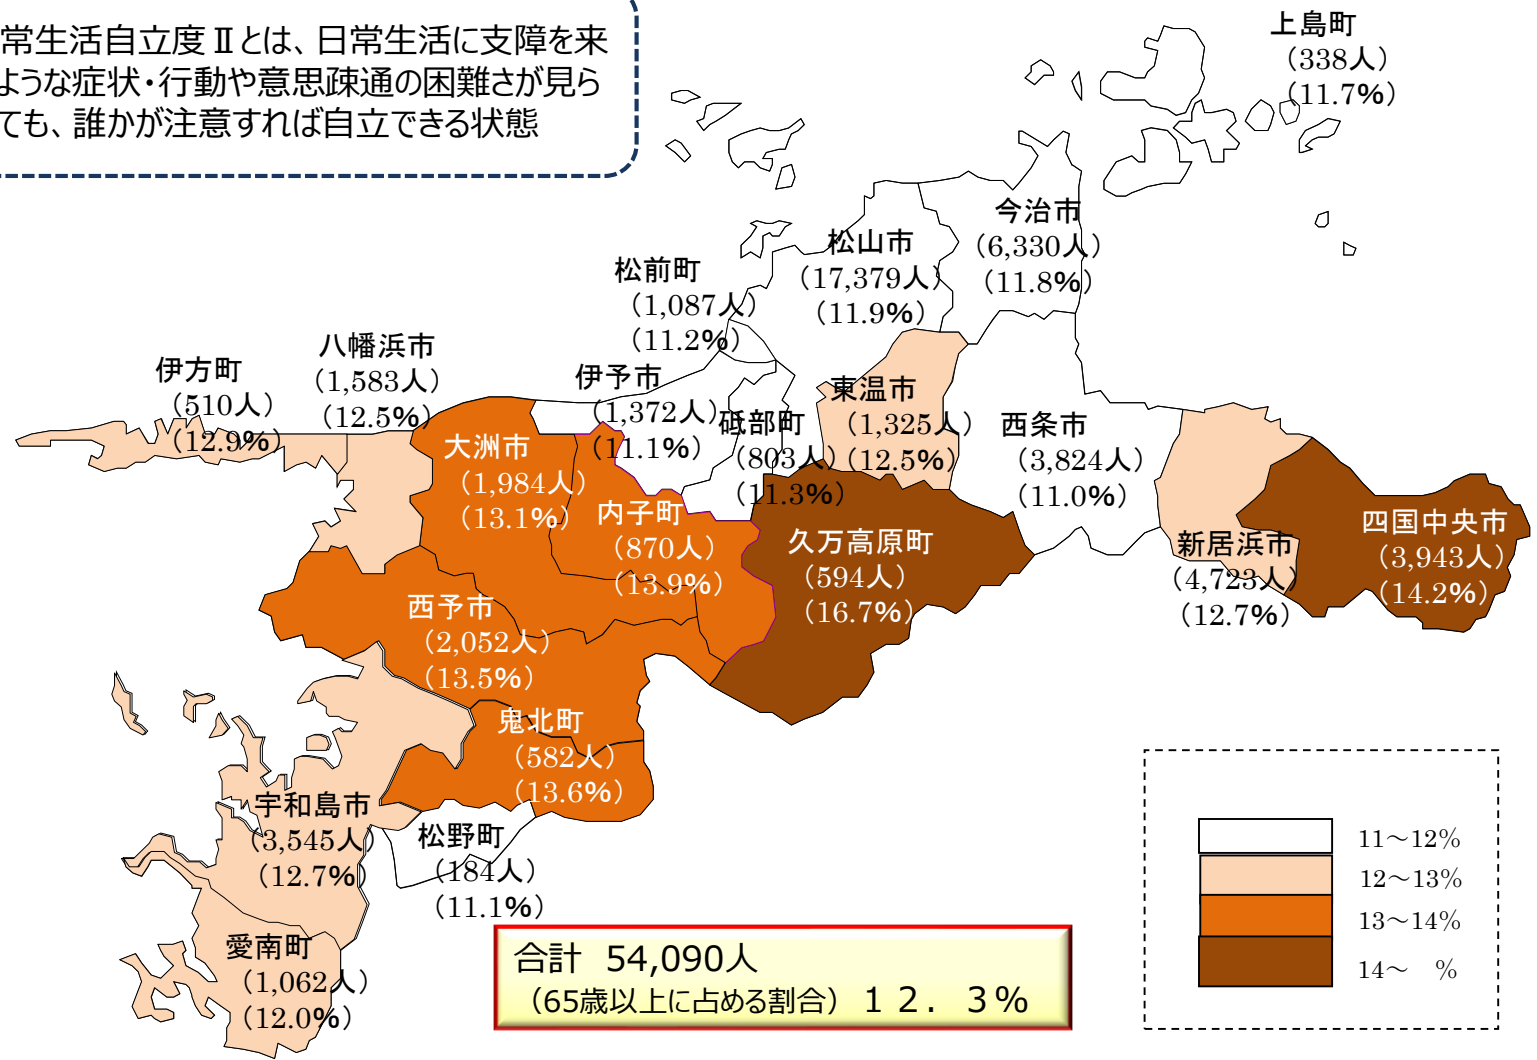 常生活自立度Ⅱとは、日常生活に支障を来
ような症状・行動や意思疎通の困難さが見ら
ても、誰かが注意すれば自立できる状態
上島町
（338人）
（11.7%）
今治市
（6,330人）
（11.8%）
松山市
（17,379人）
（11.9%）
松前町
（1,087人）
（11.2%）
八幡浜市
（1,583人）
（12.5%）
伊方町
（510人）
（12.9%）
伊予市
（1,372人）
（11.1%）
砥部町
（803人）
（11.3%）
東温市
（1,325人）
（12.5%）
西条市
（3,824人）
（11.0%）
大洲市
（1,984人）
（13.1%）
内子町
（870人）
（13.9%）
久万高原町
（594人）
（16.7%）
新居浜市
（4,723人）
（12.7%）
四国中央市
（3,943人）
（14.2%）
西予市
（2,052人）
（13.5%）
鬼北町
（582人）
（13.6%）
宇和島市
（3,545人）
（12.7%）
松野町
（184人）
（11.1%）
愛南町
（1,062人）
（12.0%）
合計 54,090人
（65歳以上に占める割合）１２．３%
11～12%
12～13%
13～14%
14～ %